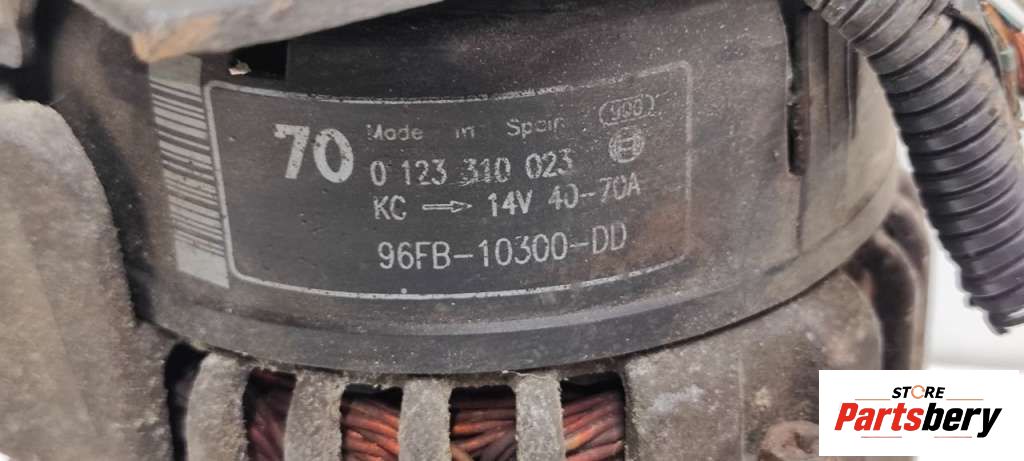 70
Made in Spain
0 123 310 023
KC → 14V 40-70A
96FB-10300-DD
STORE
Partsbery